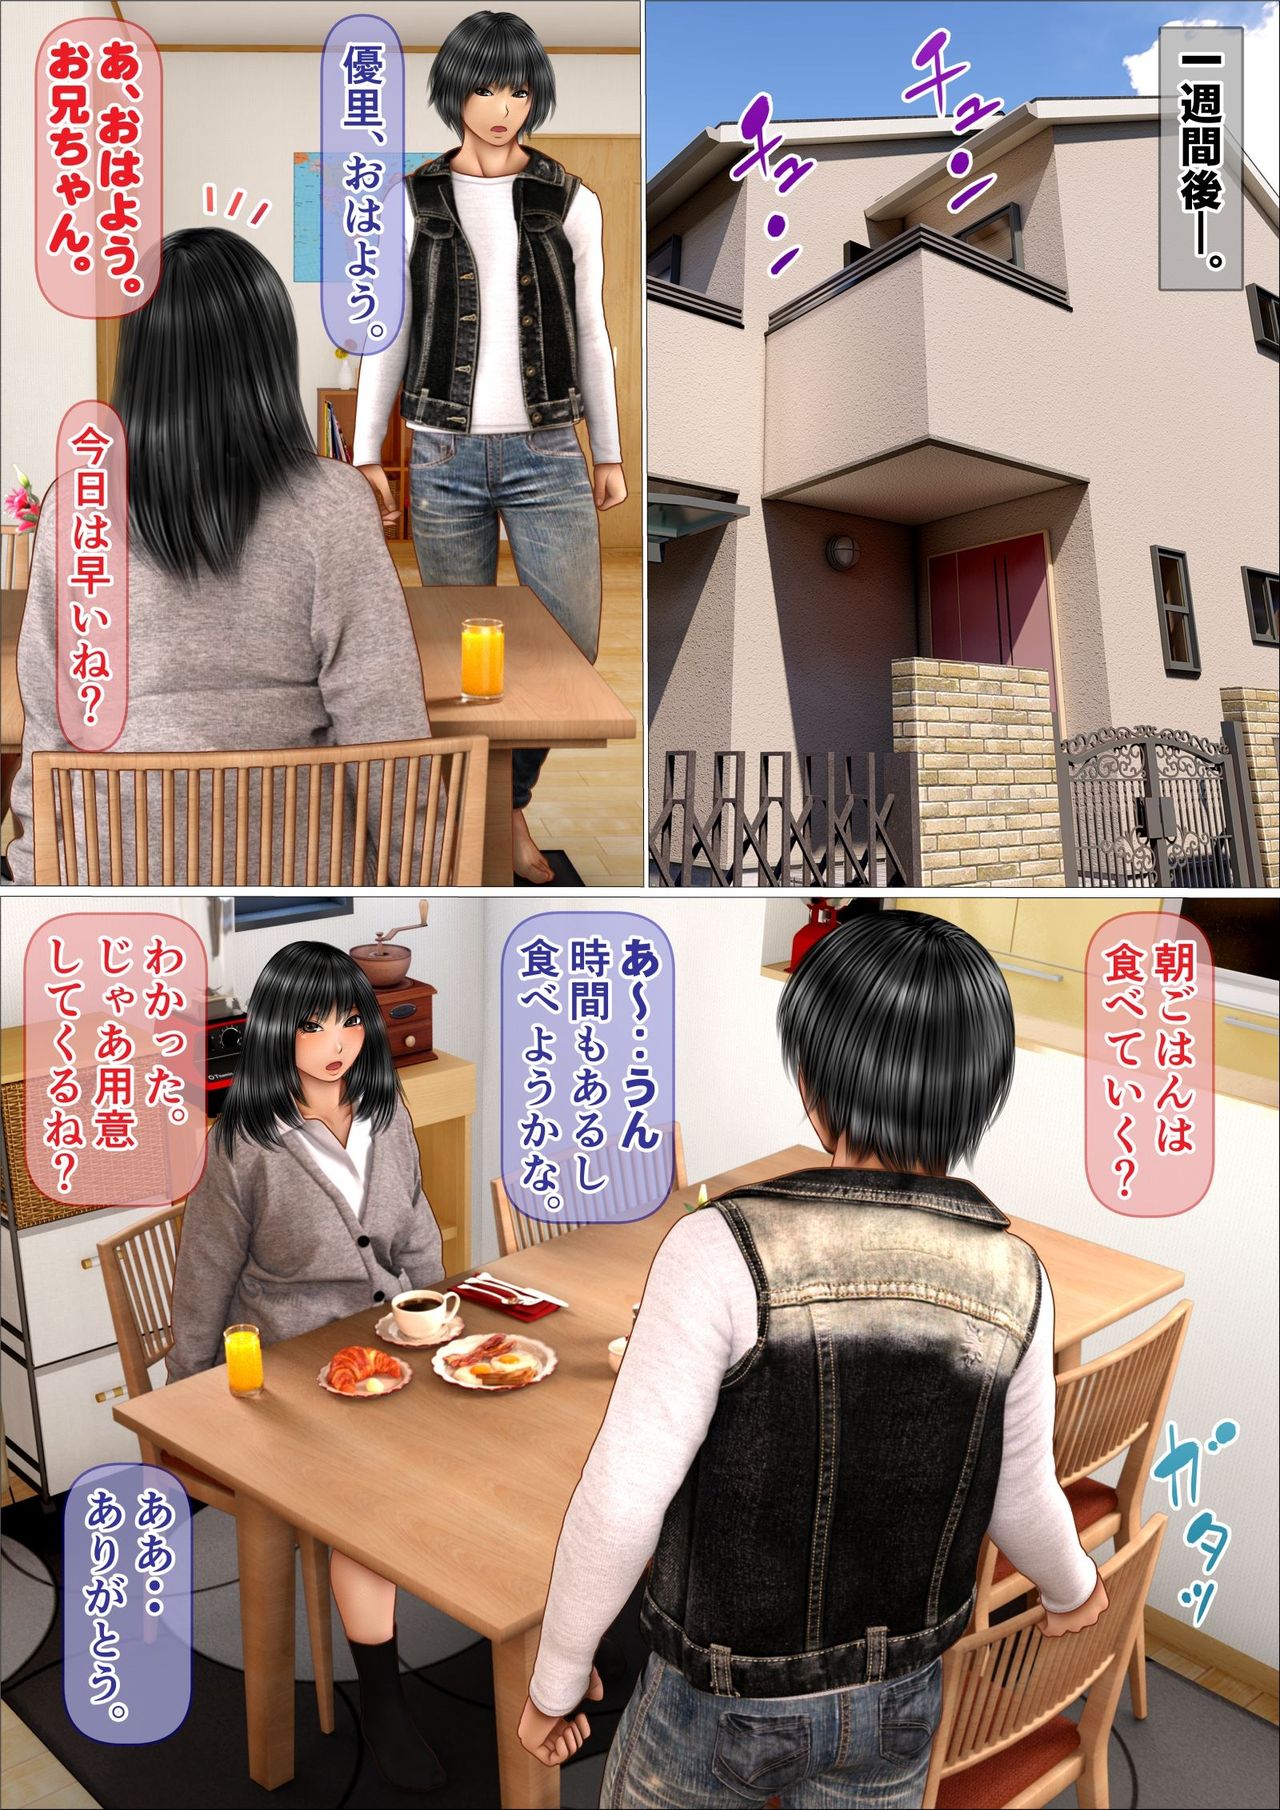 一週間後―。
チュ・ン
チュ・ン
優里、おはよう。
あ、おはよう。
お兄ちゃん。
今日は早いね?
朝ごはんは
食べていく?
あ～‥うん
時間もあるし
食べようかな。
わかった。
じゃあ用意
してくるね?
ガタッ
ああ‥
ありがとう。